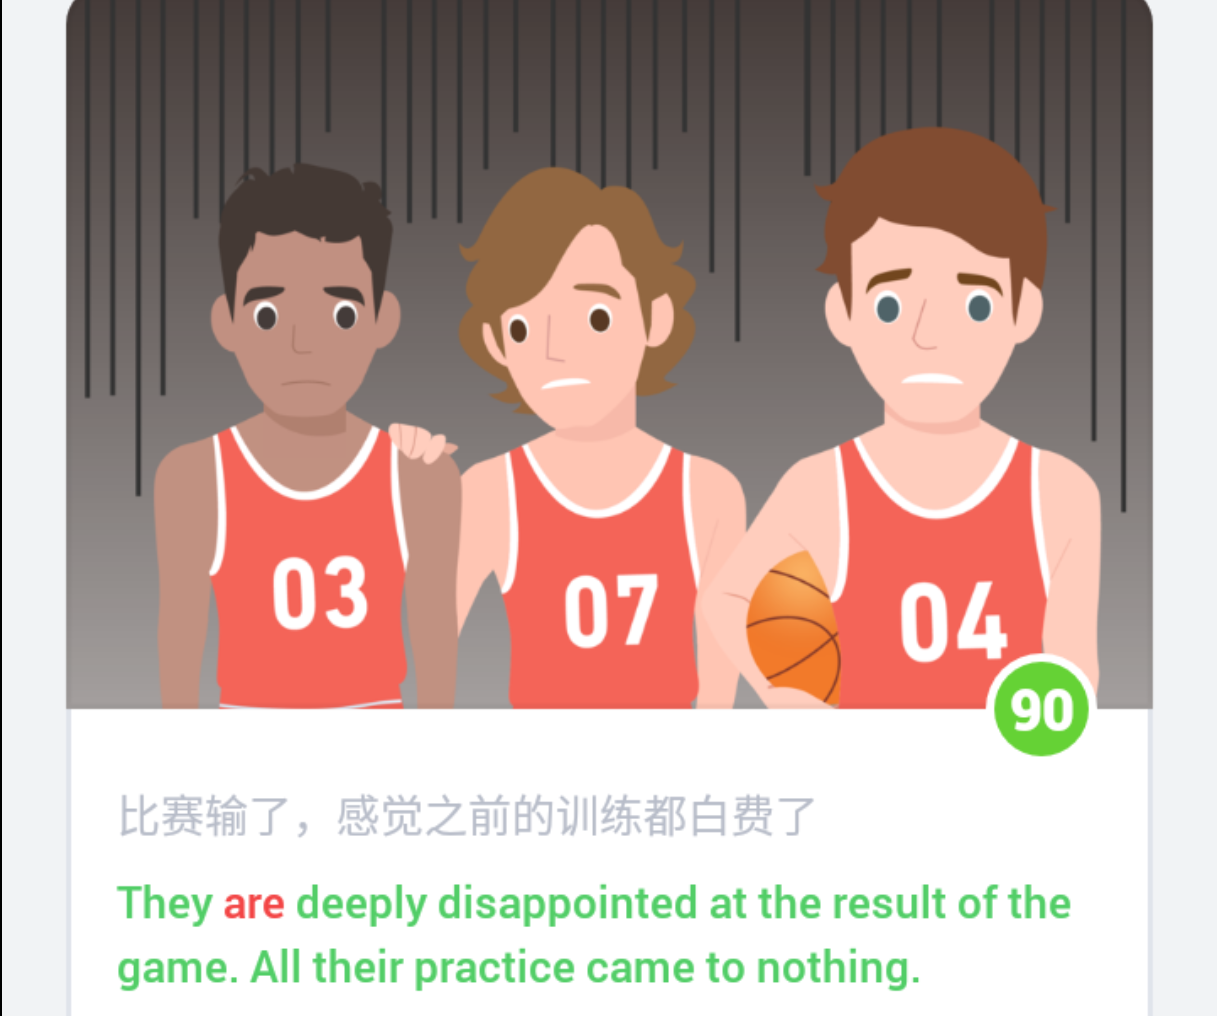 03
07
04
90
比赛输了，感觉之前的训练都白费了
They are deeply disappointed at the result of the
game. All their practice came to nothing.